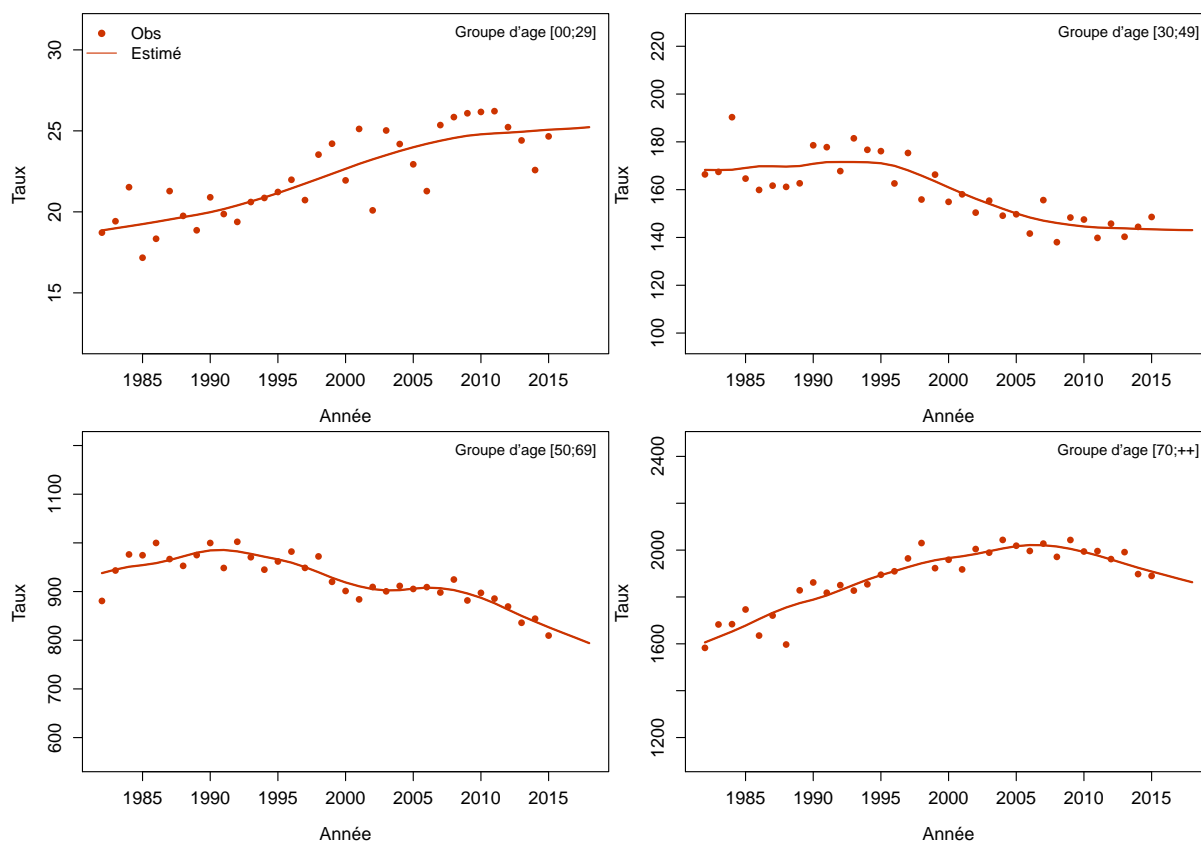 Obs
Estimé
Groupe d'age [00;29]
Taux
30
25
20
15
1985 1990 1995 2000 2005 2010 2015
Année
Groupe d'age [30;49]
Taux
220
200
180
160
140
120
100
1985 1990 1995 2000 2005 2010 2015
Année
Groupe d'age [50;69]
Taux
1100
900
800
700
600
1985 1990 1995 2000 2005 2010 2015
Année
Groupe d'age [70;++]
Taux
2400
2000
1600
1200
1985 1990 1995 2000 2005 2010 2015
Année